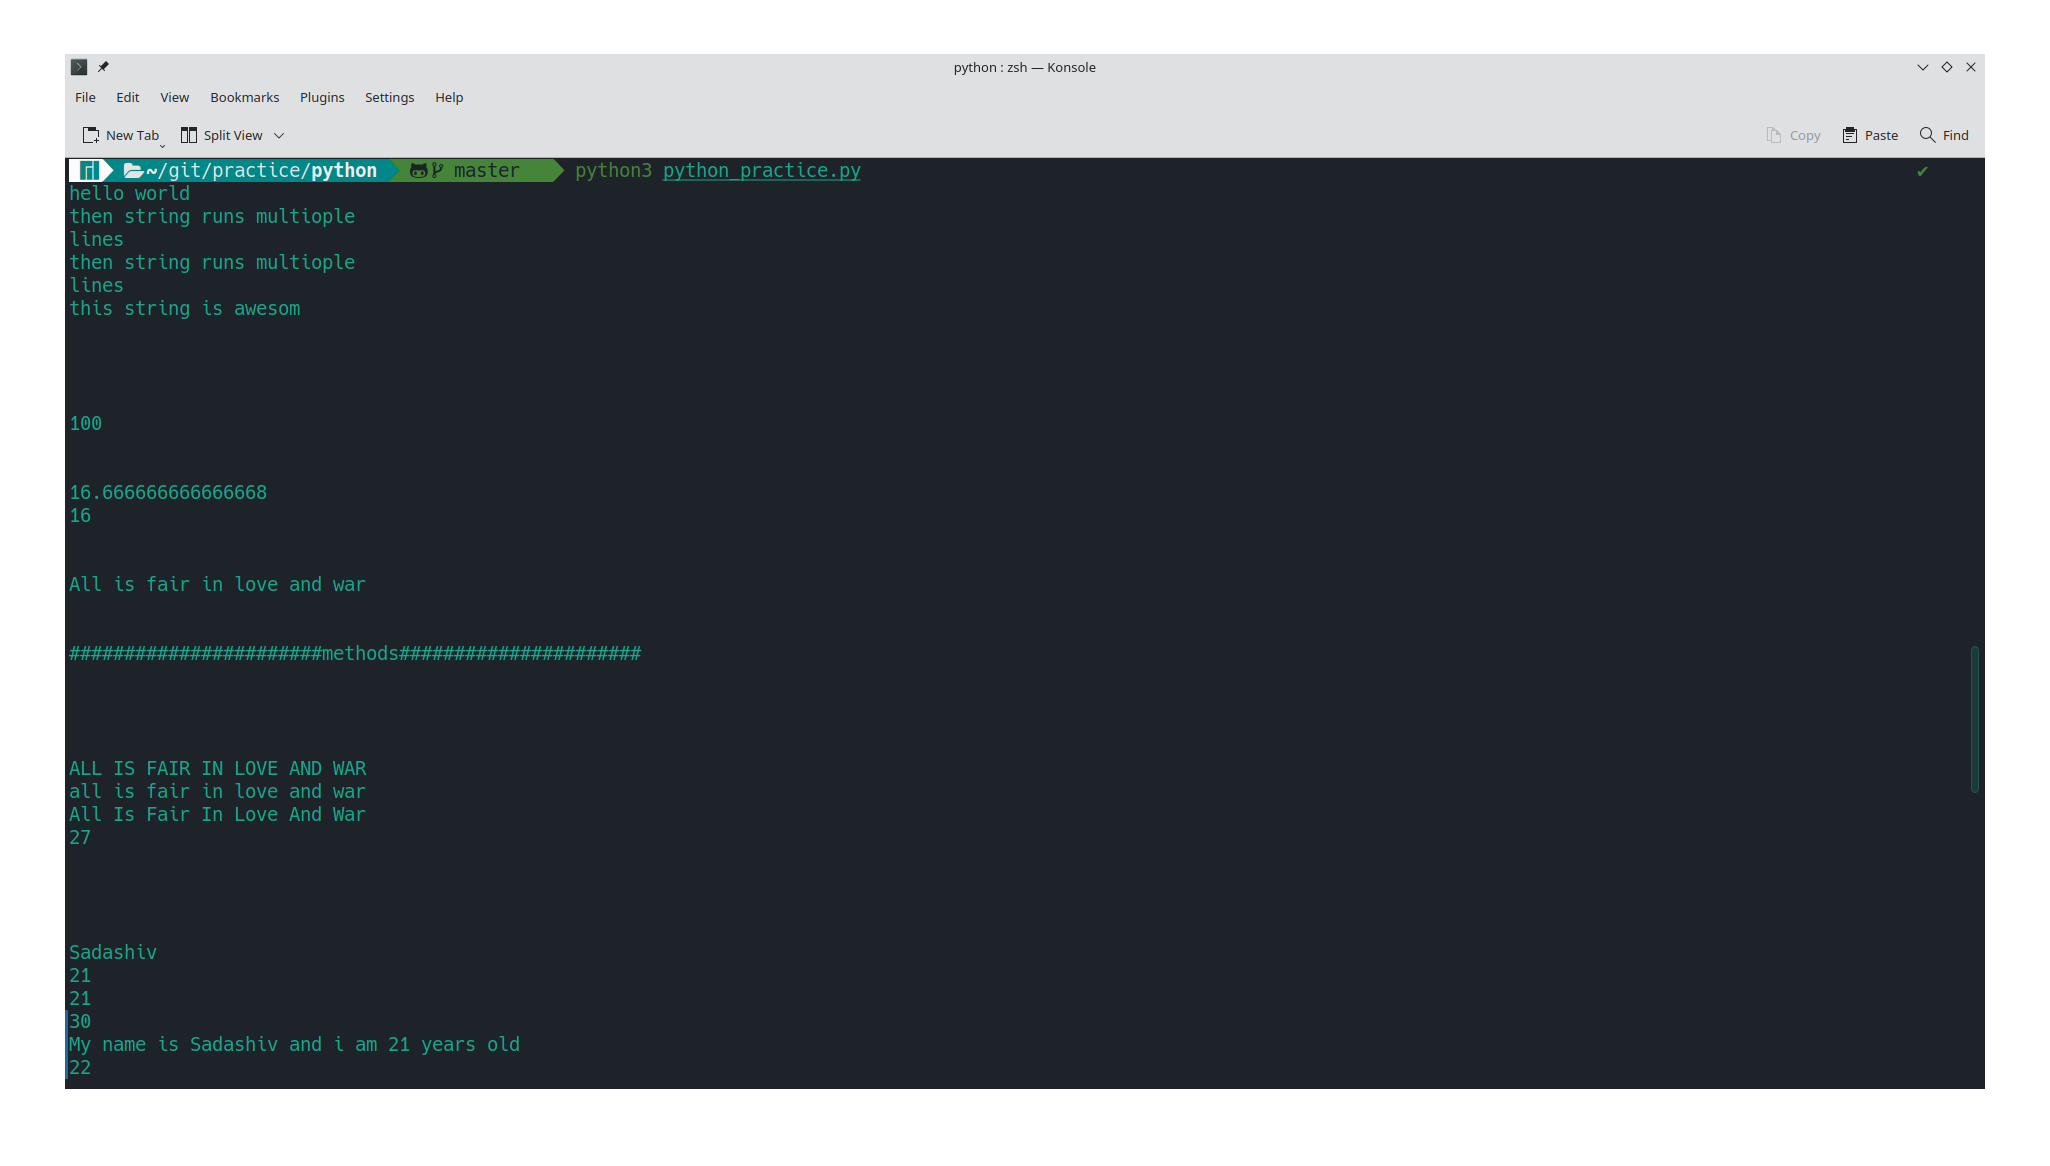 python : zsh — Konsole
File Edit View Bookmarks Plugins Settings Help
New Tab Split View Copy Paste Find
~/git/practice/python master python3 python_practice.py ✔
hello world
then string runs multiople
lines
then string runs multiople
lines
this string is awesom
100
16.666666666666668
16
All is fair in love and war
#######################methods######################
ALL IS FAIR IN LOVE AND WAR
all is fair in love and war
All Is Fair In Love And War
27
Sadashiv
21
21
30
My name is Sadashiv and i am 21 years old
22